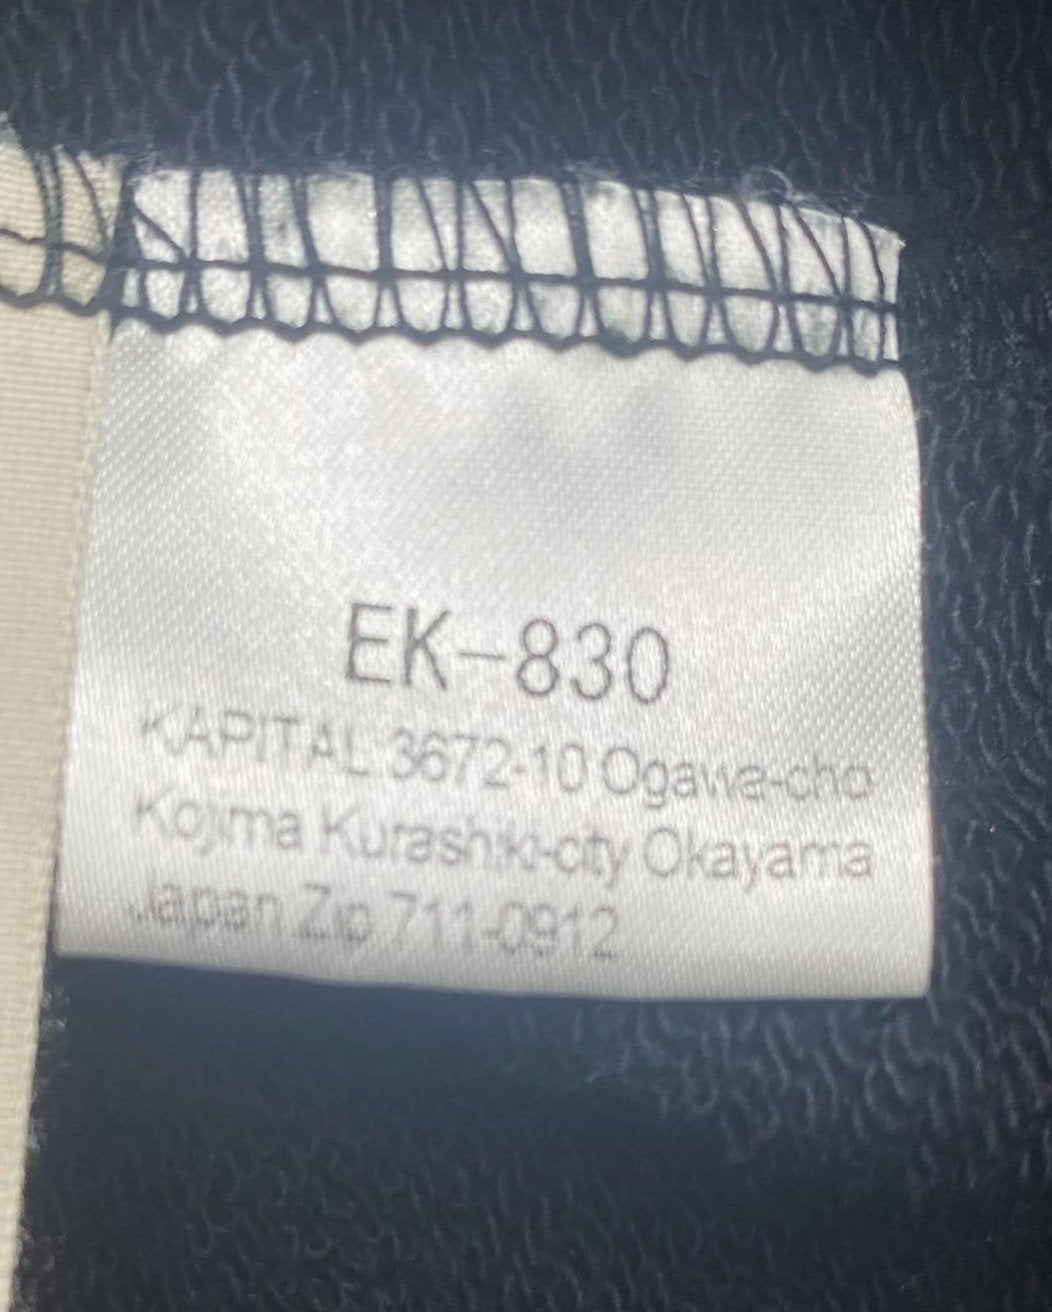 EK-830
KAPITAL 3672-10 Ogawa-cho
Kojima Kurashiki-city Okayama
Japan Zip 711-0912